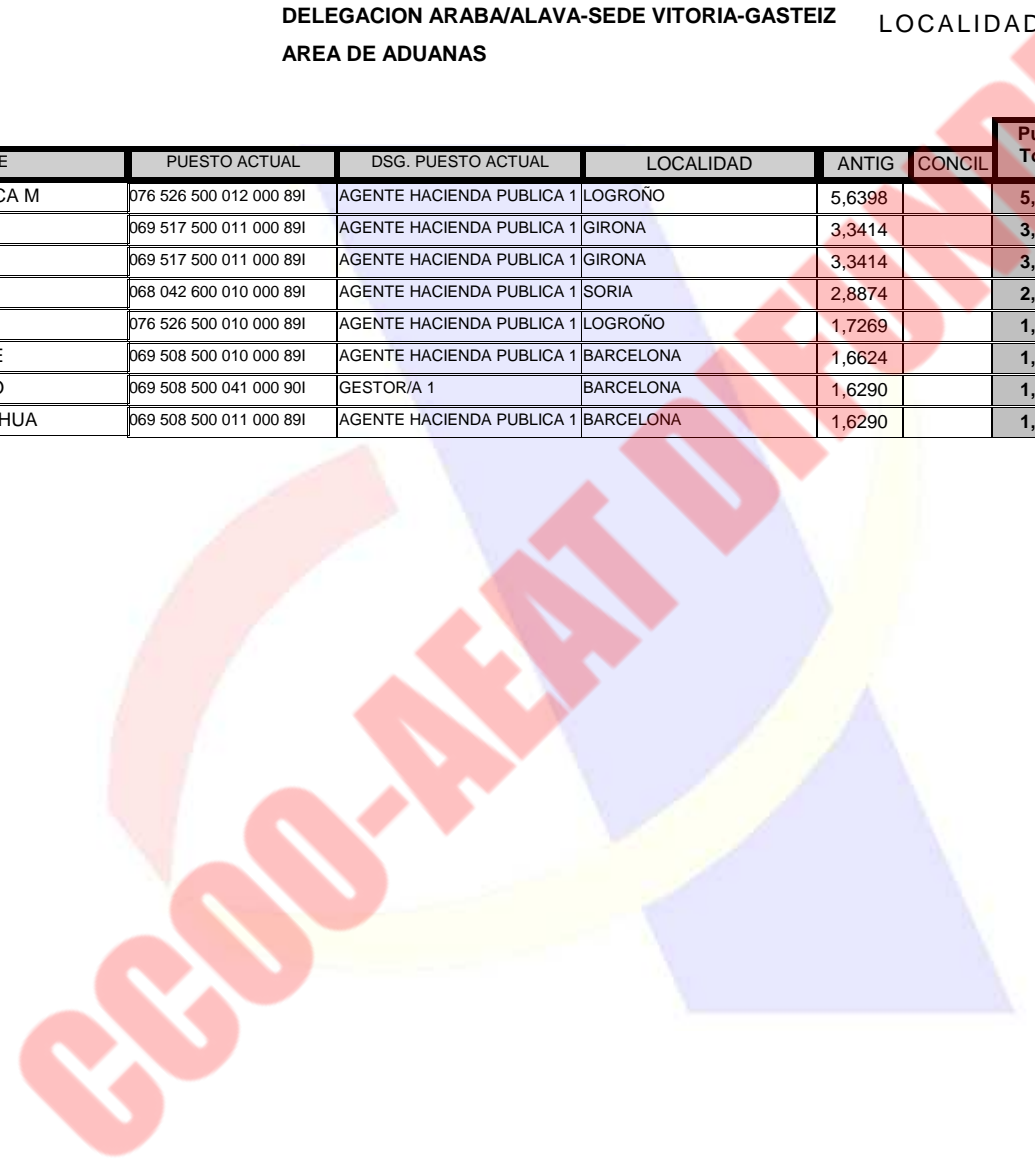 DELEGACION ARABA/ALAVA-SEDE VITORIA-GASTEIZ
LOCALIDAD
AREA DE ADUANAS
E PUESTO ACTUAL DSG. PUESTO ACTUAL LOCALIDAD ANTIG CONCIL
CA M 076 526 500 012 000 89I AGENTE HACIENDA PUBLICA 1 LOGROÑO 5,6398 5,
069 517 500 011 000 89I AGENTE HACIENDA PUBLICA 1 GIRONA 3,3414 3,
069 517 500 011 000 89I AGENTE HACIENDA PUBLICA 1 GIRONA 3,3414 3,
068 042 600 010 000 89I AGENTE HACIENDA PUBLICA 1 SORIA 2,8874 2,
076 526 500 010 000 89I AGENTE HACIENDA PUBLICA 1 LOGROÑO 1,7269 1,
E 069 508 500 010 000 89I AGENTE HACIENDA PUBLICA 1 BARCELONA 1,6624 1,
O 069 508 500 041 000 90I GESTOR/A 1 BARCELONA 1,6290 1,
HUA 069 508 500 011 000 89I AGENTE HACIENDA PUBLICA 1 BARCELONA 1,6290 1,
CCOO-AEAT DIFUND